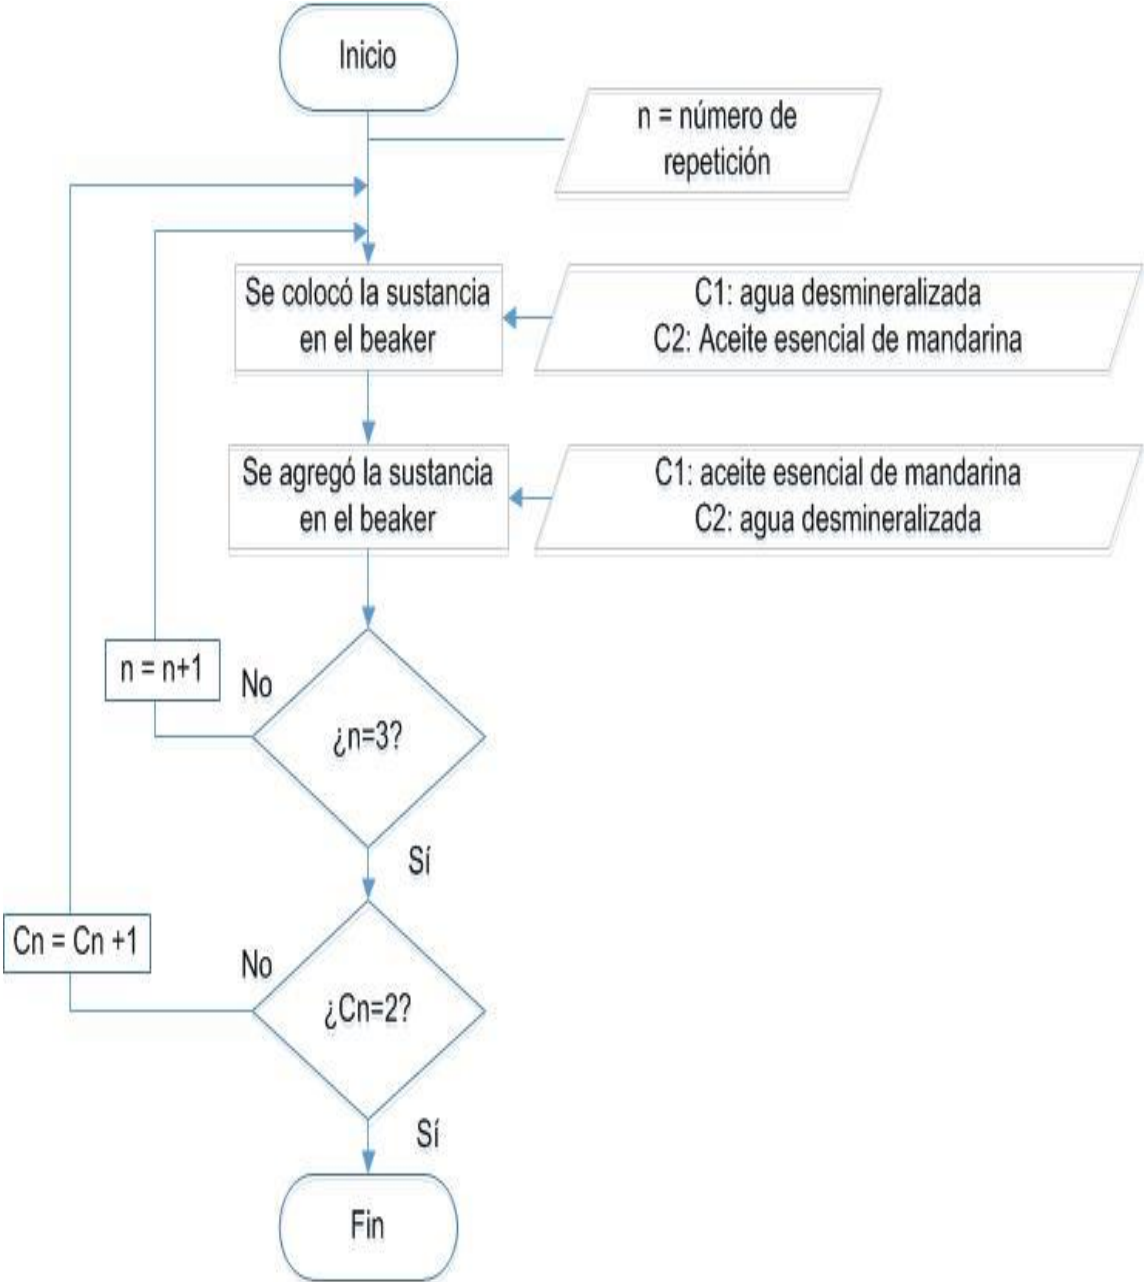 Inicio
n = número de
repetición
Se colocó la sustancia
en el beaker
C1: agua desmineralizada
C2: Aceite esencial de mandarina
Se agregó la sustancia
en el beaker
C1: aceite esencial de mandarina
C2: agua desmineralizada
n = n+1
No
¿n=3?
Sí
Cn = Cn +1
No
¿Cn=2?
Sí
Fin